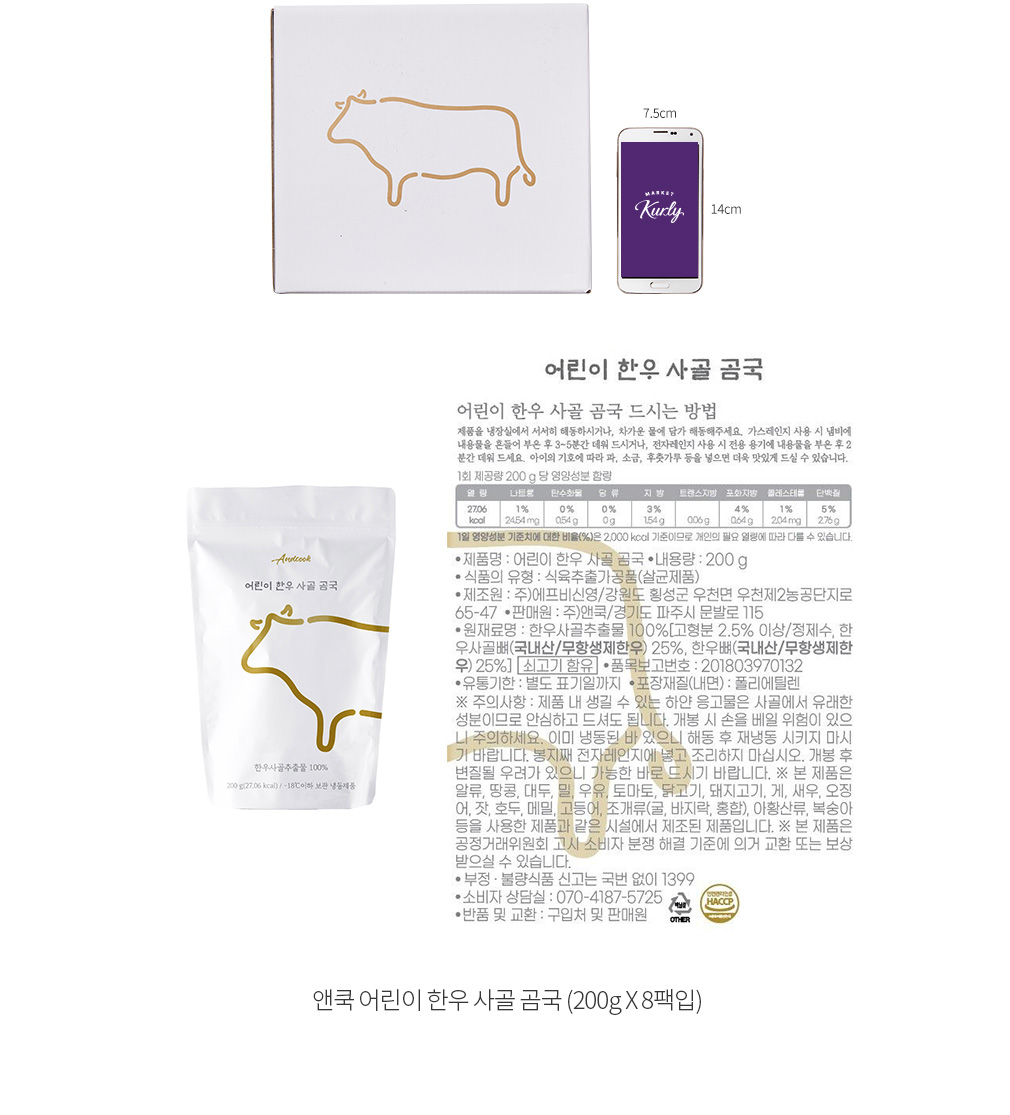 7.5cm
MARKET
Kurly
14cm
어린이 한우 사골 곰국
어린이 한우 사골 곰국 드시는 방법
제품을 냉장실에서 서서히 해동하시거나, 차가운 물에 담가 해동해주세요. 가스레인지 사용 시 냄비에
내용물을 흔들어 부은 후 3~5분간 데워 드시거나, 전자레인지 사용 시 전용 용기에 내용물을 부은 후 2
분간 데워 드세요. 아이의 기호에 따라 파, 소금, 후춧가루 등을 넣으면 더욱 맛있게 드실 수 있습니다.
1회 제공량 200 g 당 영양성분 함량
열 량 나트륨 탄수화물 당 류 지 방 트랜스지방 포화지방 콜레스테롤 단백질
27.06 1% 0% 0% 3% 4% 1% 5%
kcal 24.54 mg 0.54 g 0 g 1.54 g 0.06 g 0.64 g 2.04 mg 2.76 g
1일 영양성분 기준치에 대한 비율(%)은 2,000 kcal 기준이므로 개인의 필요 열량에 따라 다를 수 있습니다.
•제품명 : 어린이 한우 사골 곰국 •내용량 : 200 g
• 식품의 유형 : 식육추출가공품(살균제품)
•제조원 : 주)에프비신영/강원도 횡성군 우천면 우천제2농공단지로
65-47 •판매원 : 주)앤쿡/경기도 파주시 문발로 115
•원재료명 : 한우사골추출물 100%[고형분 2.5% 이상/정제수, 한
우사골뼈(국내산/무항생제한우) 25%, 한우뼈(국내산/무항생제한
우) 25%] 쇠고기 함유 •품목보고번호 : 201803970132
•유통기한 : 별도 표기일까지 •포장재질(내면) : 폴리에틸렌
※ 주의사항 : 제품 내 생길 수 있는 하얀 응고물은 사골에서 유래한
성분이므로 안심하고 드셔도 됩니다. 개봉 시 손을 베일 위험이 있으
니 주의하세요. 이미 냉동된 바 있으니 해동 후 재냉동 시키지 마시
기 바랍니다. 봉지째 전자레인지에 넣고 조리하지 마십시오. 개봉 후
변질될 우려가 있으니 가능한 바로 드시기 바랍니다. ※ 본 제품은
알류, 땅콩, 대두, 밀, 우유, 토마토, 닭고기, 돼지고기, 게, 새우, 오징
어, 잣, 호두, 메밀, 고등어, 조개류(굴, 바지락, 홍합), 아황산류, 복숭아
등을 사용한 제품과 같은 시설에서 제조된 제품입니다. ※ 본 제품은
공정거래위원회 고시 소비자 분쟁 해결 기준에 의거 교환 또는 보상
받으실 수 있습니다.
•부정 · 불량식품 신고는 국번 없이 1399
•소비자 상담실 : 070-4187-5725
•반품 및 교환 : 구입처 및 판매원
OTHER
HACCP
Andcook
어린이 한우 사골 곰국
한우사골추출물 100%
200 g(27.06 kcal) / -18℃이하 보관 냉동제품
앤쿡 어린이 한우 사골 곰국 (200g X 8팩입)